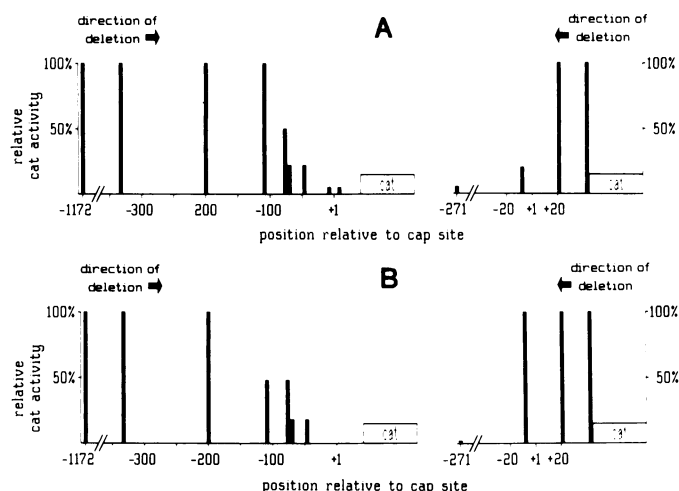 direction of deletion
A
direction of deletion
relative cat activity
100%
50%
100%
50%
cat
cat
-1172 -300 200 -100 +1
-271 -20 +1 +20
position relative to cap site
direction of deletion
B
direction of deletion
relative cat activity
100%
50%
100%
50%
cat
cat
-1172 -300 -200 -100 +1
-271 -20 +1 +20
position relative to cap site